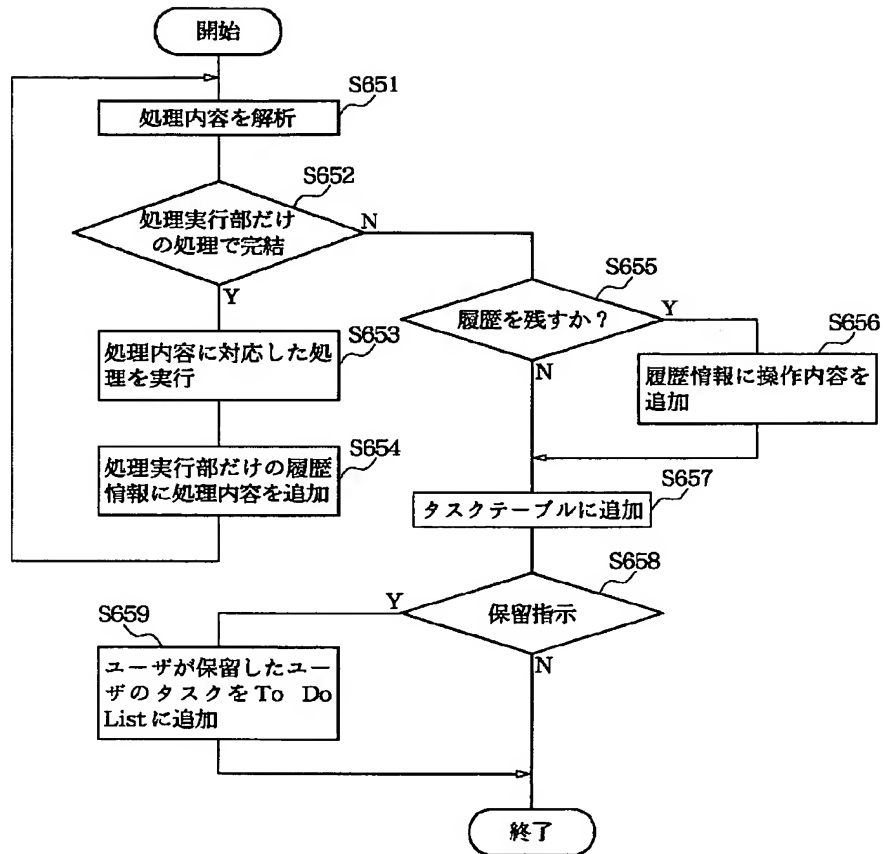 開始
S651
処理内容を解析
S652
処理実行部だけ
の処理で完結
N
Y
S655
履歴を残すか？
Y
N
S653
処理内容に対応した処
理を実行
S656
履歴情報に操作内容を
追加
S654
処理実行部だけの履歴
情報に処理内容を追加
S657
タスクテーブルに追加
S658
保留指示
Y
N
S659
ユーザが保留したユー
ザのタスクをTo Do
Listに追加
終了